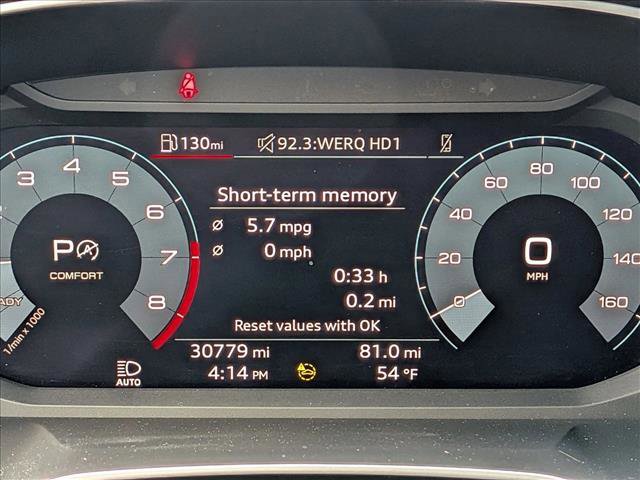 130mi 92.3:WERQ HD1
Short-term memory
Ø 5.7 mpg
Ø 0 mph
0:33 h
0.2 mi
Reset values with OK
30779 mi 81.0 mi
4:14 PM 54 °F
AUTO
3 4 5 6 7 8
P A
COMFORT
ADY
1/min x 1000
0 20 40 60 80 100 120 140 160
0
MPH